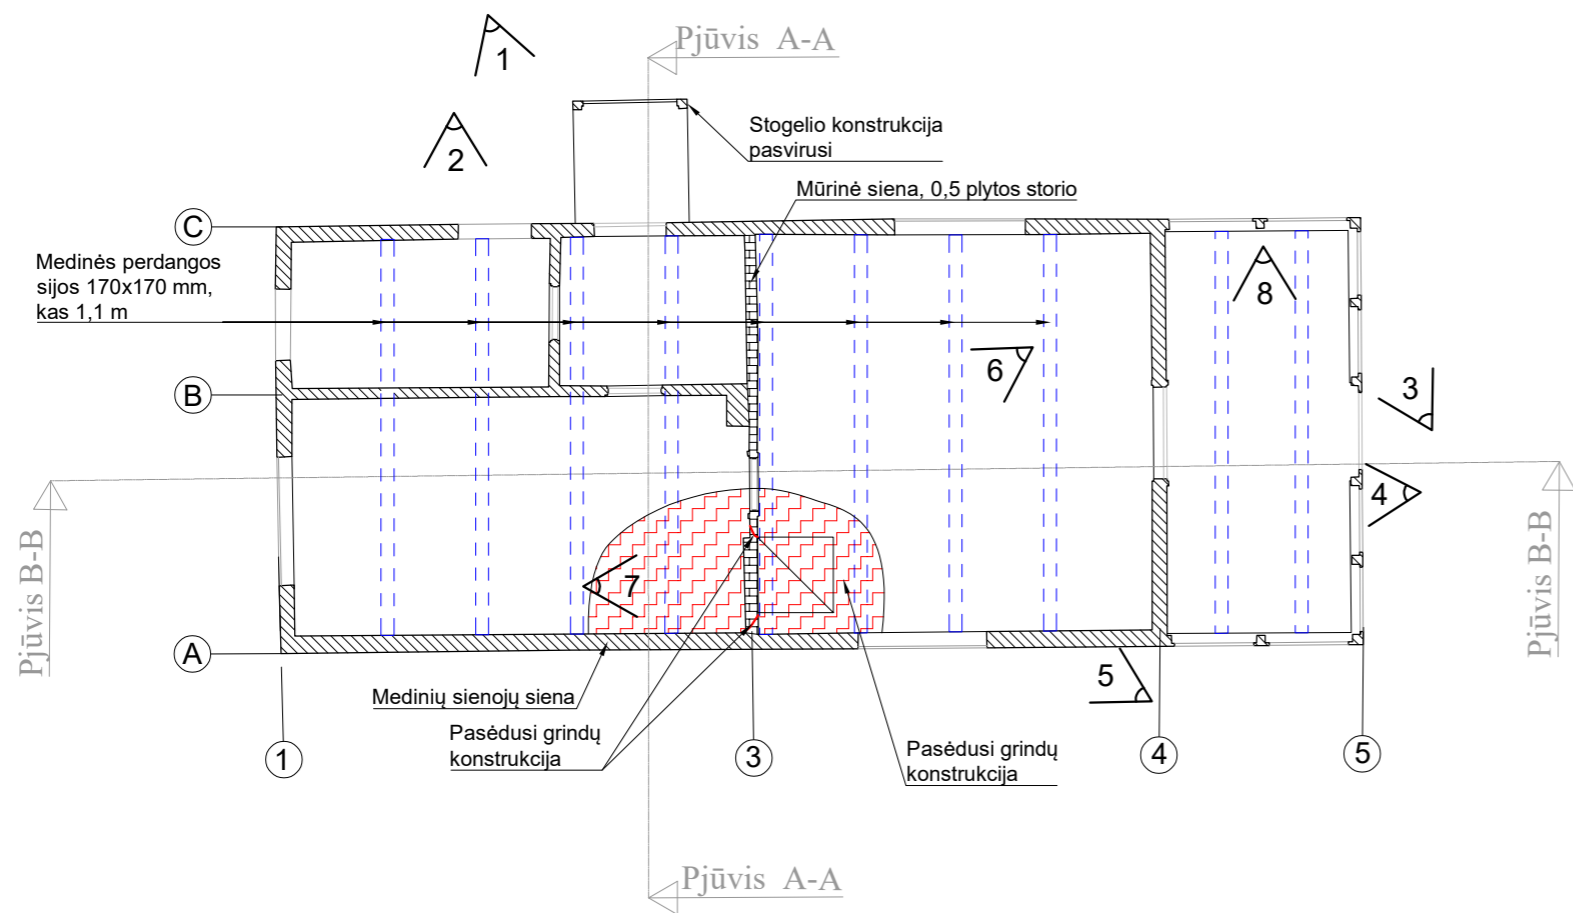 Pjūvis A-A
1
2
Stogelio konstrukcija
pasvirusi
Mūrinė siena, 0,5 plytos storio
C
Medinės perdangos
sijos 170x170 mm,
kas 1,1 m
8
6
B
3
4
Pjūvis B-B
Pjūvis B-B
7
A
5
Medinių sienojų siena
Pasėdusi grindų
konstrukcija
Pasėdusi grindų
konstrukcija
1
3
4
5
Pjūvis A-A